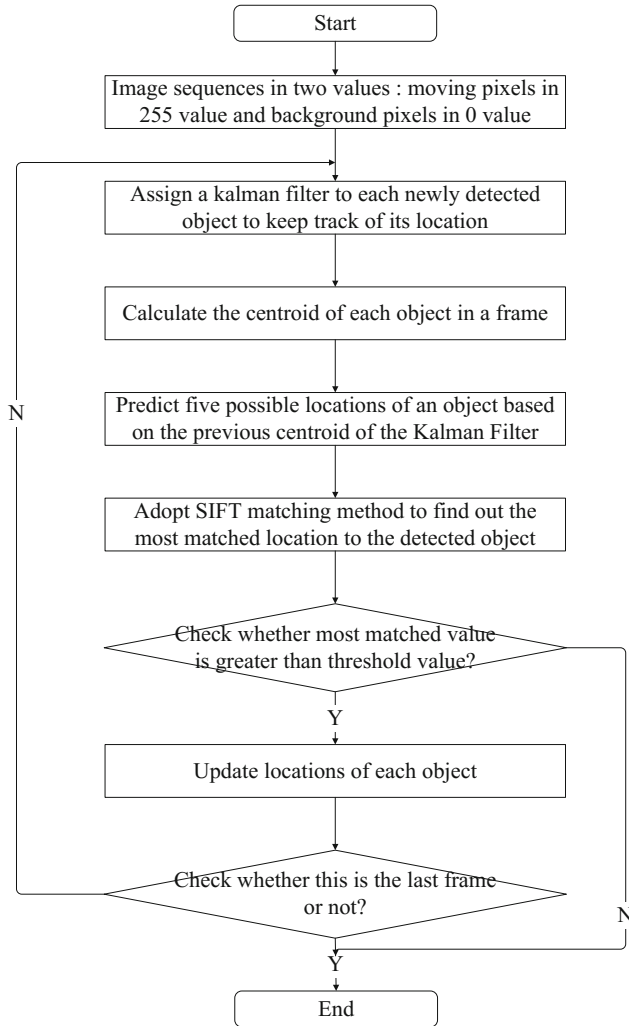 Start
Image sequences in two values : moving pixels in
255 value and background pixels in 0 value
Assign a kalman filter to each newly detected
object to keep track of its location
Calculate the centroid of each object in a frame
N
Predict five possible locations of an object based
on the previous centroid of the Kalman Filter
Adopt SIFT matching method to find out the
most matched location to the detected object
Check whether most matched value
is greater than threshold value?
Y
Update locations of each object
Check whether this is the last frame
or not?
N
Y
End